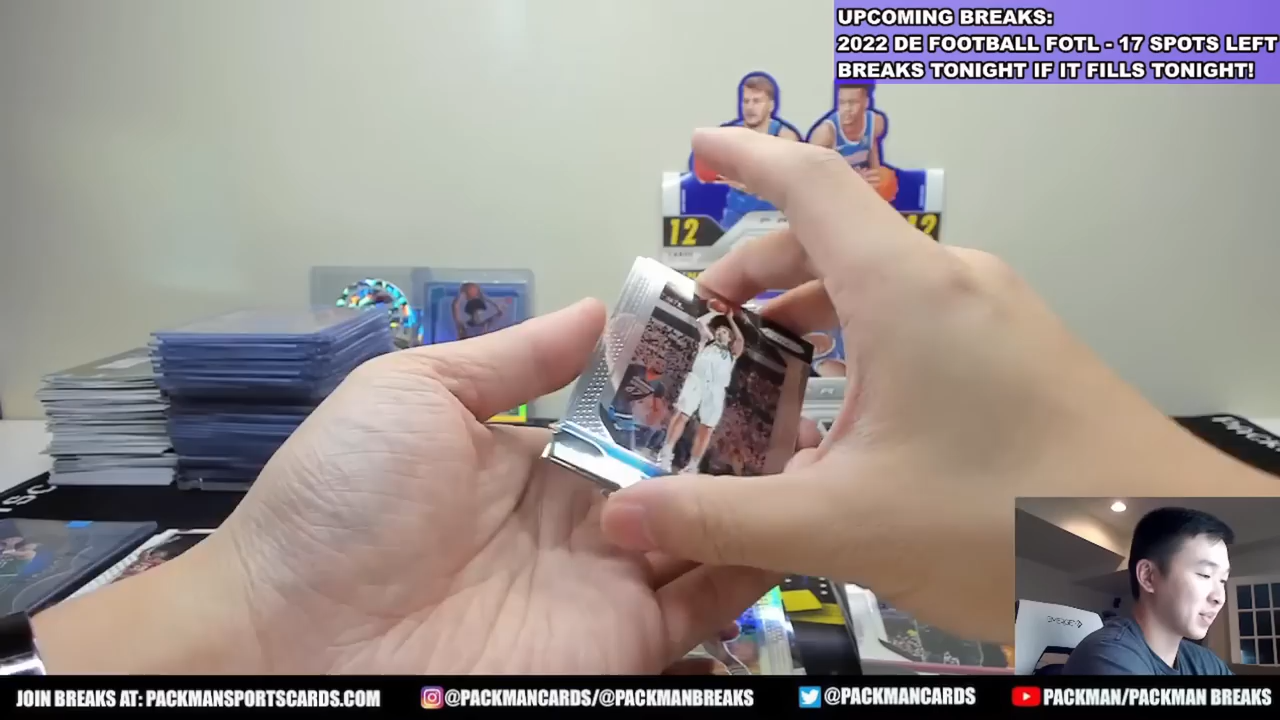 UPCOMING BREAKS:
2022 DE FOOTBALL FOTL - 17 SPOTS LEFT
BREAKS TONIGHT IF IT FILLS TONIGHT!
12
12
JOIN BREAKS AT: PACKMANSPORTSCARDS.COM
@PACKMANCARDS/@PACKMANBREAKS
@PACKMANCARDS
PACKMAN/PACKMAN BREAKS